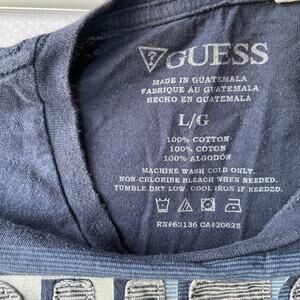 GUESS
MADE IN GUATEMALA
FABRIQUE AU GUATEMALA
HECHO EN GUATEMALA
L/G
100% COTTON
100% COTON
100% ALGODÓN
MACHINE WASH COLD ONLY.
NON-CHLORINE BLEACH WHEN NEEDED.
TUMBLE DRY LOW. COOL IRON IF NEEDED.
RN#62136 CA#20625